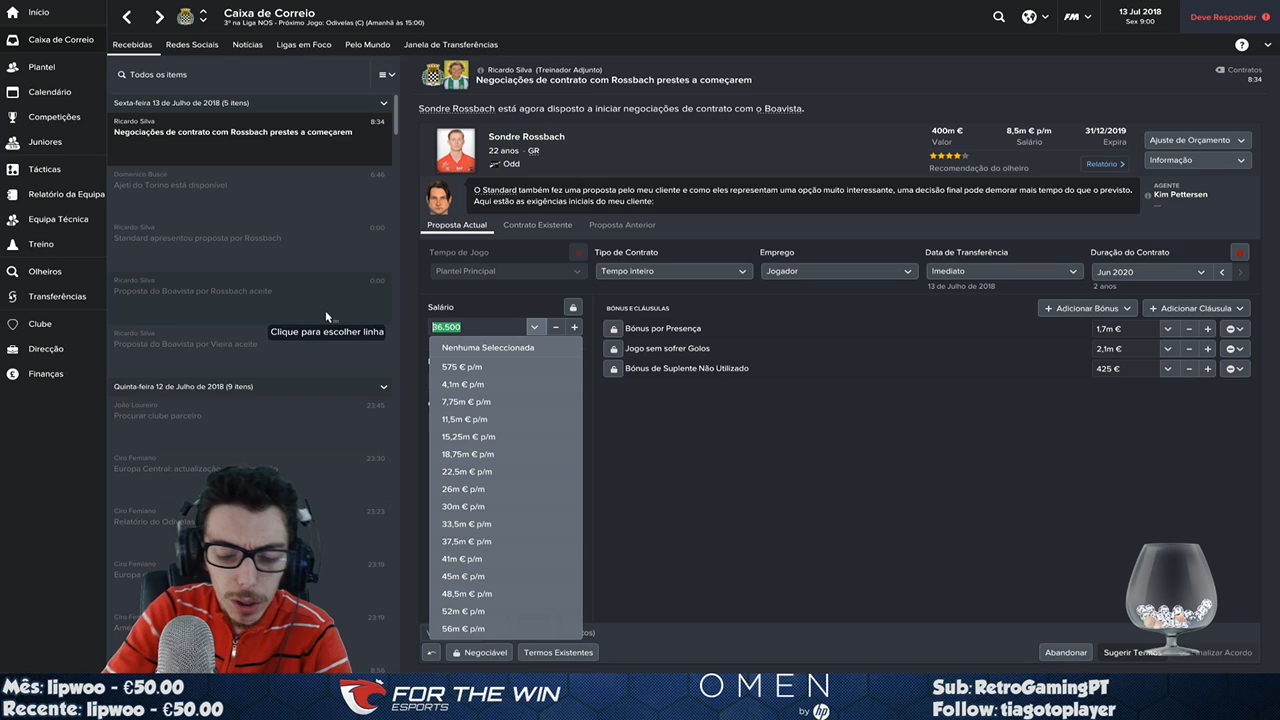 Início
Caixa de Correio
Plantel
Calendário
Competições
Juniores
Tácticas
Relatório da Equipa
Equipa Técnica
Treino
Olheiros
Transferências
Clube
Direcção
Finanças
Caixa de Correio
3º na Liga NOS - Próximo Jogo: Odivelas (C) (Amanhã às 15:00)
FM
13 Jul 2018
Sex 9:00
Deve Responder
Recebidas
Redes Sociais
Notícias
Ligas em Foco
Pelo Mundo
Janela de Transferências
Todos os items
Sexta-feira 13 de Julho de 2018 (5 itens)
Ricardo Silva 8:34
Negociações de contrato com Rossbach prestes a começarem
Domenico Busce 6:46
Ajeti do Torino está disponível
Ricardo Silva 0:00
Standard apresentou proposta por Rossbach
Ricardo Silva 0:00
Proposta do Boavista por Rossbach aceite
Clique para escolher linha
Ricardo Silva
Proposta do Boavista por Vieira aceite
Quinta-feira 12 de Julho de 2018 (9 itens)
João Loureiro 23:45
Procurar clube parceiro
Ciro Femiano 23:30
Europa Central: actualização
Ciro Femiano 23:23
Relatório do Odivelas
Ciro Femiano
Europa
Ciro Femiano 23:19
8:56
Ricardo Silva (Treinador Adjunto)
Negociações de contrato com Rossbach prestes a começarem
Contratos
8:34
Sondre Rossbach está agora disposto a iniciar negociações de contrato com o Boavista.
Sondre Rossbach
22 anos - GR
Odd
400m €
Valor
8,5m € p/m
Salário
31/12/2019
Expira
Recomendação do olheiro
Relatório
Ajuste de Orçamento
Informação
O Standard também fez uma proposta pelo meu cliente e como eles representam uma opção muito interessante, uma decisão final pode demorar mais tempo do que o previsto.
Aqui estão as exigências iniciais do meu cliente:
AGENTE
Kim Pettersen
Proposta Actual
Contrato Existente
Proposta Anterior
Tempo de Jogo
Plantel Principal
Tipo de Contrato
Tempo inteiro
Emprego
Jogador
Data de Transferência
Imediato
13 de Julho de 2018
Duração do Contrato
Jun 2020
2 anos
Salário
36.500
Nenhuma Seleccionada
575 € p/m
4,1m € p/m
7,75m € p/m
11,5m € p/m
15,25m € p/m
18,75m € p/m
22,5m € p/m
26m € p/m
30m € p/m
33,5m € p/m
37,5m € p/m
41m € p/m
45m € p/m
48,5m € p/m
52m € p/m
56m € p/m
BÓNUS E CLÁUSULAS
Adicionar Bónus
Adicionar Cláusula
Bónus por Presença 1,7m €
Jogo sem sofrer Golos 2,1m €
Bónus de Suplente Não Utilizado 425 €
Negociável
Termos Existentes
Abandonar
Sugerir Termos
Mês: lipwoo - €50.00
Recente: lipwoo - €50.00
FOR THE WIN
ESPORTS
OMEN
by hp
Sub: RetroGamingPT
Follow: tiagotoplayer